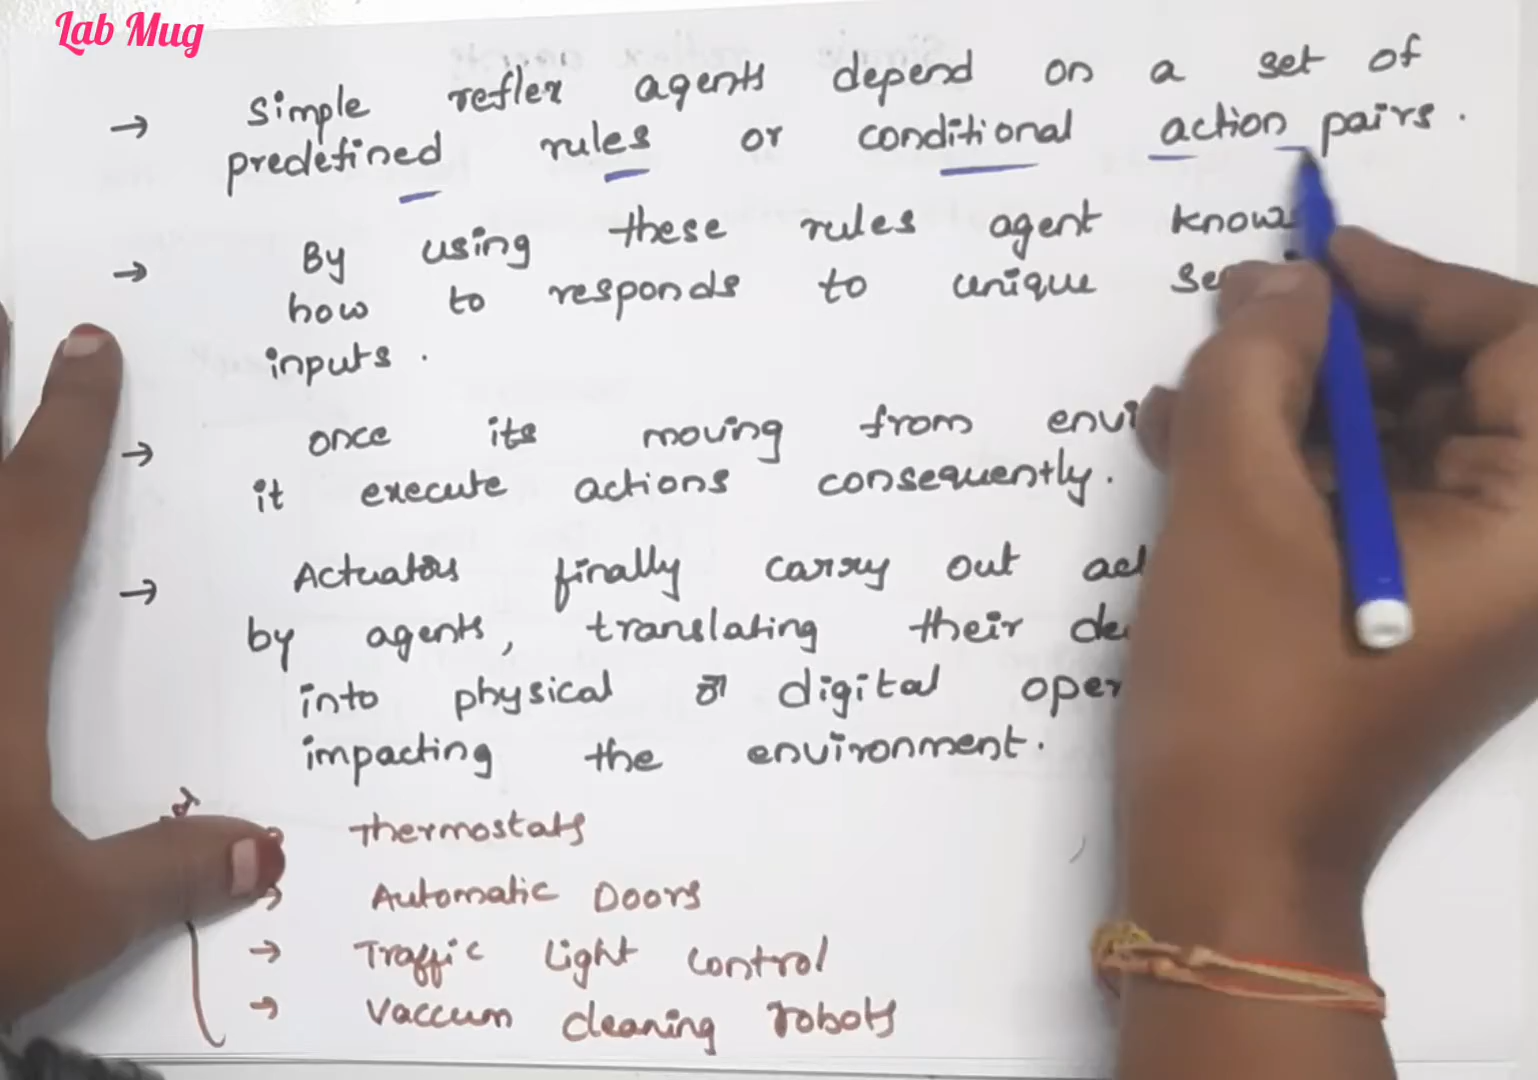 Lab Mug
→ Simple reflex agents depend on a set of
predefined rules or conditional action pairs.
→ By using these rules agent know
how to responds to unique
inputs.
→ once its moving from
it execute actions consequently.
→ Actuators finally carry out
by agents, translating their
into physical or digital
impacting the environment.
Thermostats
→ Automatic Doors
→ Traffic Light Control
→ Vaccum cleaning robots